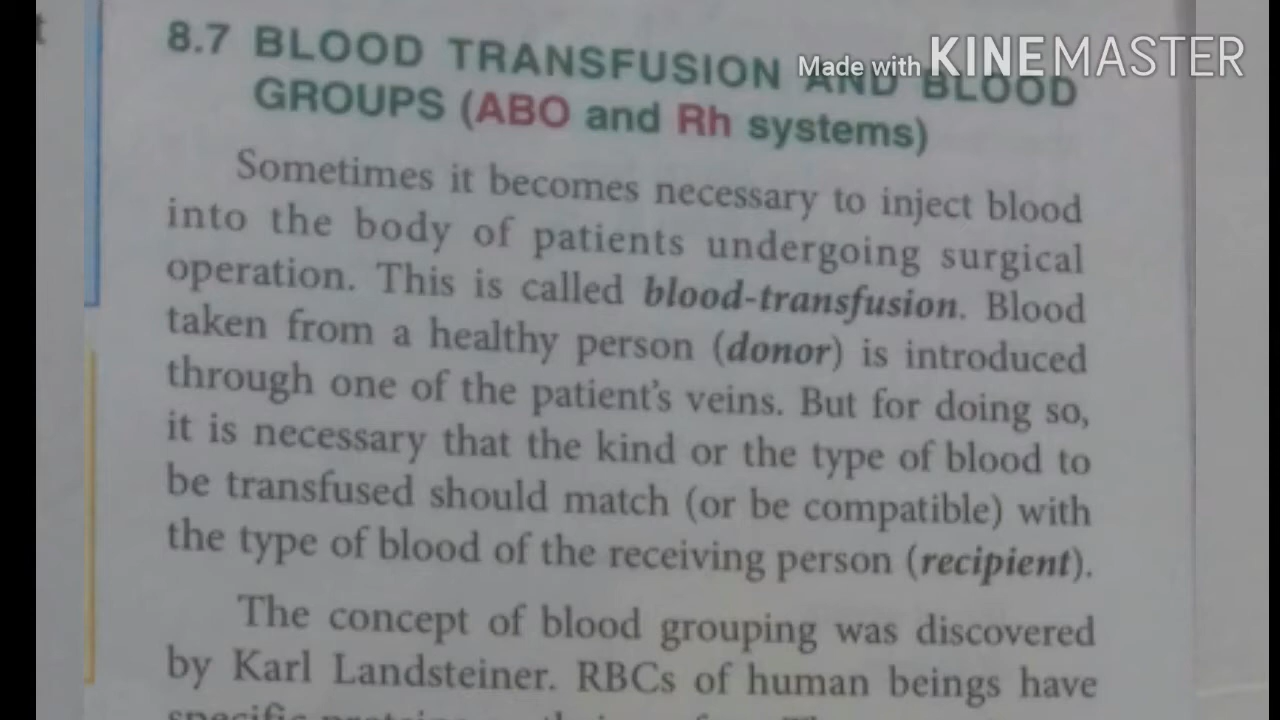 8.7 BLOOD TRANSFUSION AND BLOOD
GROUPS (ABO and Rh systems)
Made with KINEMASTER
Sometimes it becomes necessary to inject blood
into the body of patients undergoing surgical
operation. This is called blood-transfusion. Blood
taken from a healthy person (donor) is introduced
through one of the patient's veins. But for doing so,
it is necessary that the kind or the type of blood to
be transfused should match (or be compatible) with
the type of blood of the receiving person (recipient).
The concept of blood grouping was discovered
by Karl Landsteiner. RBCs of human beings have